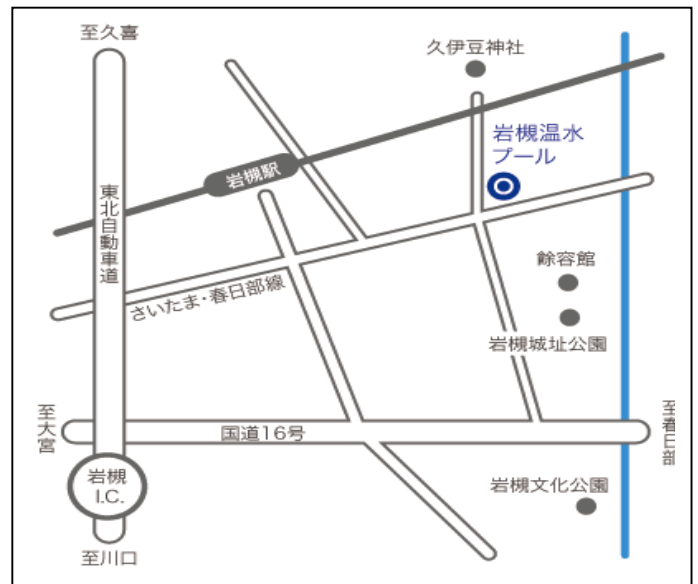 至久喜
久伊豆神社
岩槻温水
プール
岩槻駅
東北自動車道
餘容館
さいたま・春日部線
岩槻城址公園
至大宮
国道16号
至春日部
岩槻
I.C.
岩槻文化公園
至川口